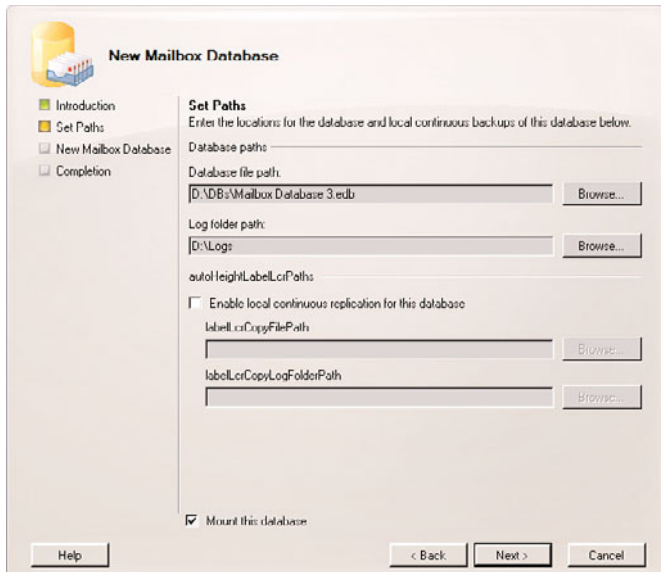 New Mailbox Database
Introduction
Set Paths
New Mailbox Database
Completion
Set Paths
Enter the locations for the database and local continuous backups of this database below.
Database paths
Database file path:
D:\DBs\Mailbox Database 3.edb
Browse...
Log folder path:
D:\Logs
Browse...
autoHeightLabelLcrPaths
Enable local continuous replication for this database
labelLcrCopyFilePath
Browse...
labelLcrCopyLogFolderPath
Browse...
Mount this database
Help
< Back
Next >
Cancel